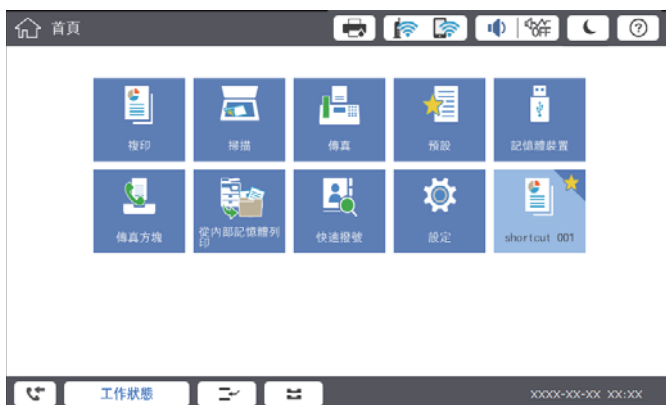 首頁
OFF
複印
掃描
傳真
預設
記憶體裝置
傳真方塊
從內部記憶體列
印
快速撥號
設定
shortcut 001
工作狀態
XXXX-XX-XX XX:XX